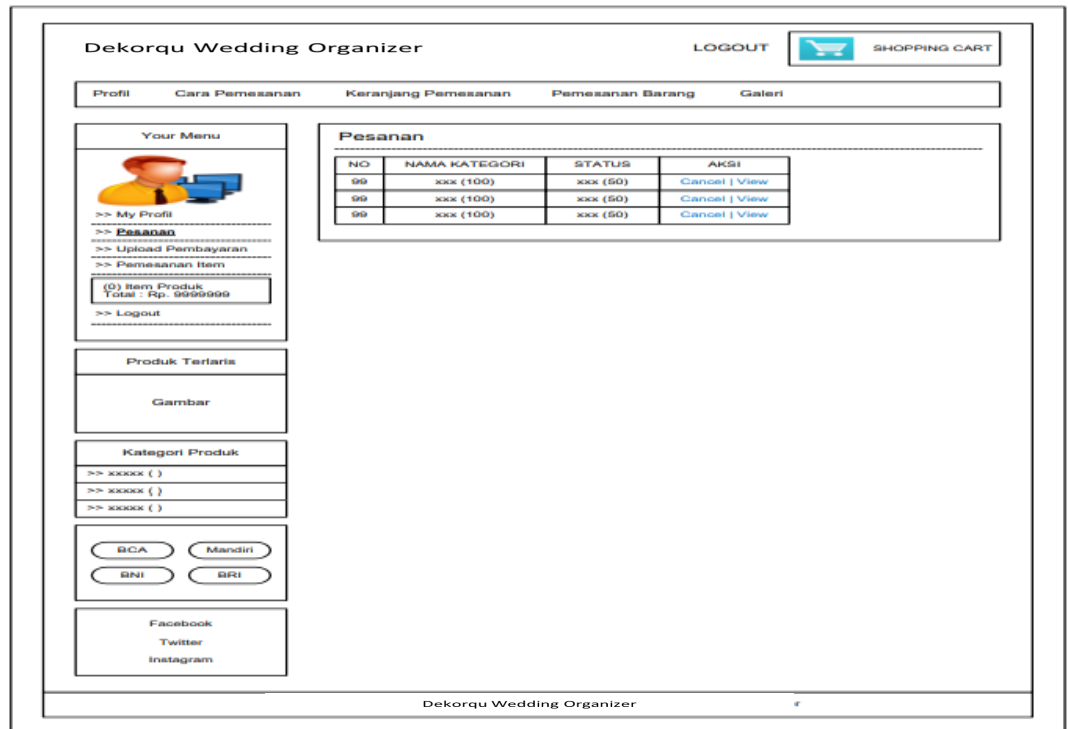 Dekorqu Wedding Organizer
LOGOUT
SHOPPING CART
Profil Cara Pemesanan Keranjang Pemesanan Pemesanan Barang Galeri
Your Menu
>> My Profil
>> Pesanan
>> Upload Pembayaran
>> Pemesanan Item
(0) Item Produk
Total : Rp. 9999999
>> Logout
Pesanan
NO NAMA KATEGORI STATUS AKSI
99 xxx (100) xxx (50) Cancel | View
99 xxx (100) xxx (50) Cancel | View
99 xxx (100) xxx (50) Cancel | View
Produk Terlaris
Gambar
Kategori Produk
>> xxxxx ( )
>> xxxxx ( )
>> xxxxx ( )
BCA Mandiri
BNI BRI
Facebook
Twitter
Instagram
Dekorqu Wedding Organizer